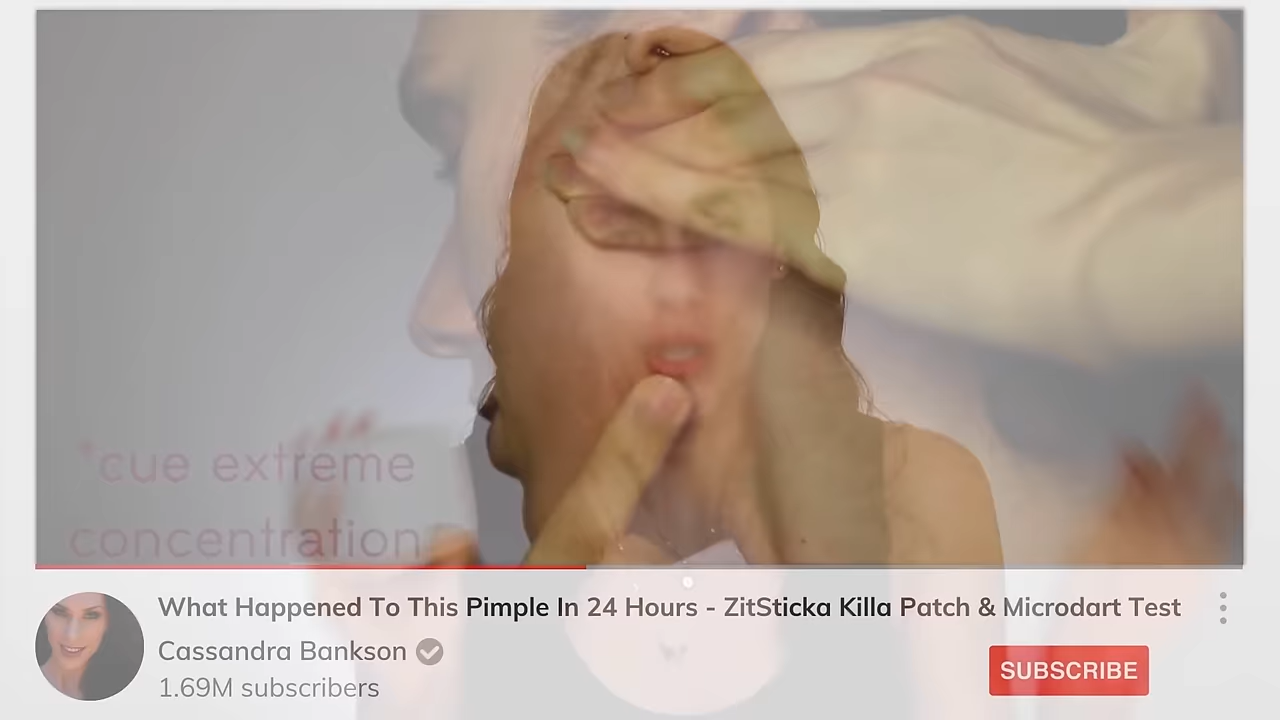 *cue extreme
concentration
What Happened To This Pimple In 24 Hours - ZitSticka Killa Patch & Microdart Test
Cassandra Bankson
1.69M subscribers
SUBSCRIBE